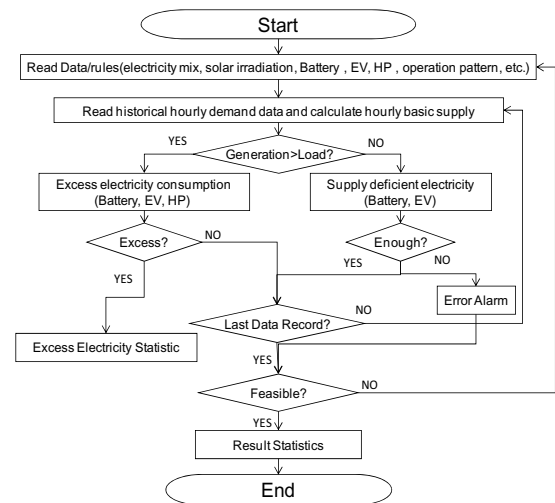 Start
Read Data/rules(electricity mix, solar irradiation, Battery , EV, HP , operation pattern, etc.)
Read historical hourly demand data and calculate hourly basic supply
YES
Generation>Load?
NO
Excess electricity consumption
(Battery, EV, HP)
Supply deficient electricity
(Battery, EV)
Excess?
NO
Enough?
YES
YES
NO
Error Alarm
Last Data Record?
NO
Excess Electricity Statistic
YES
Feasible?
NO
YES
Result Statistics
End